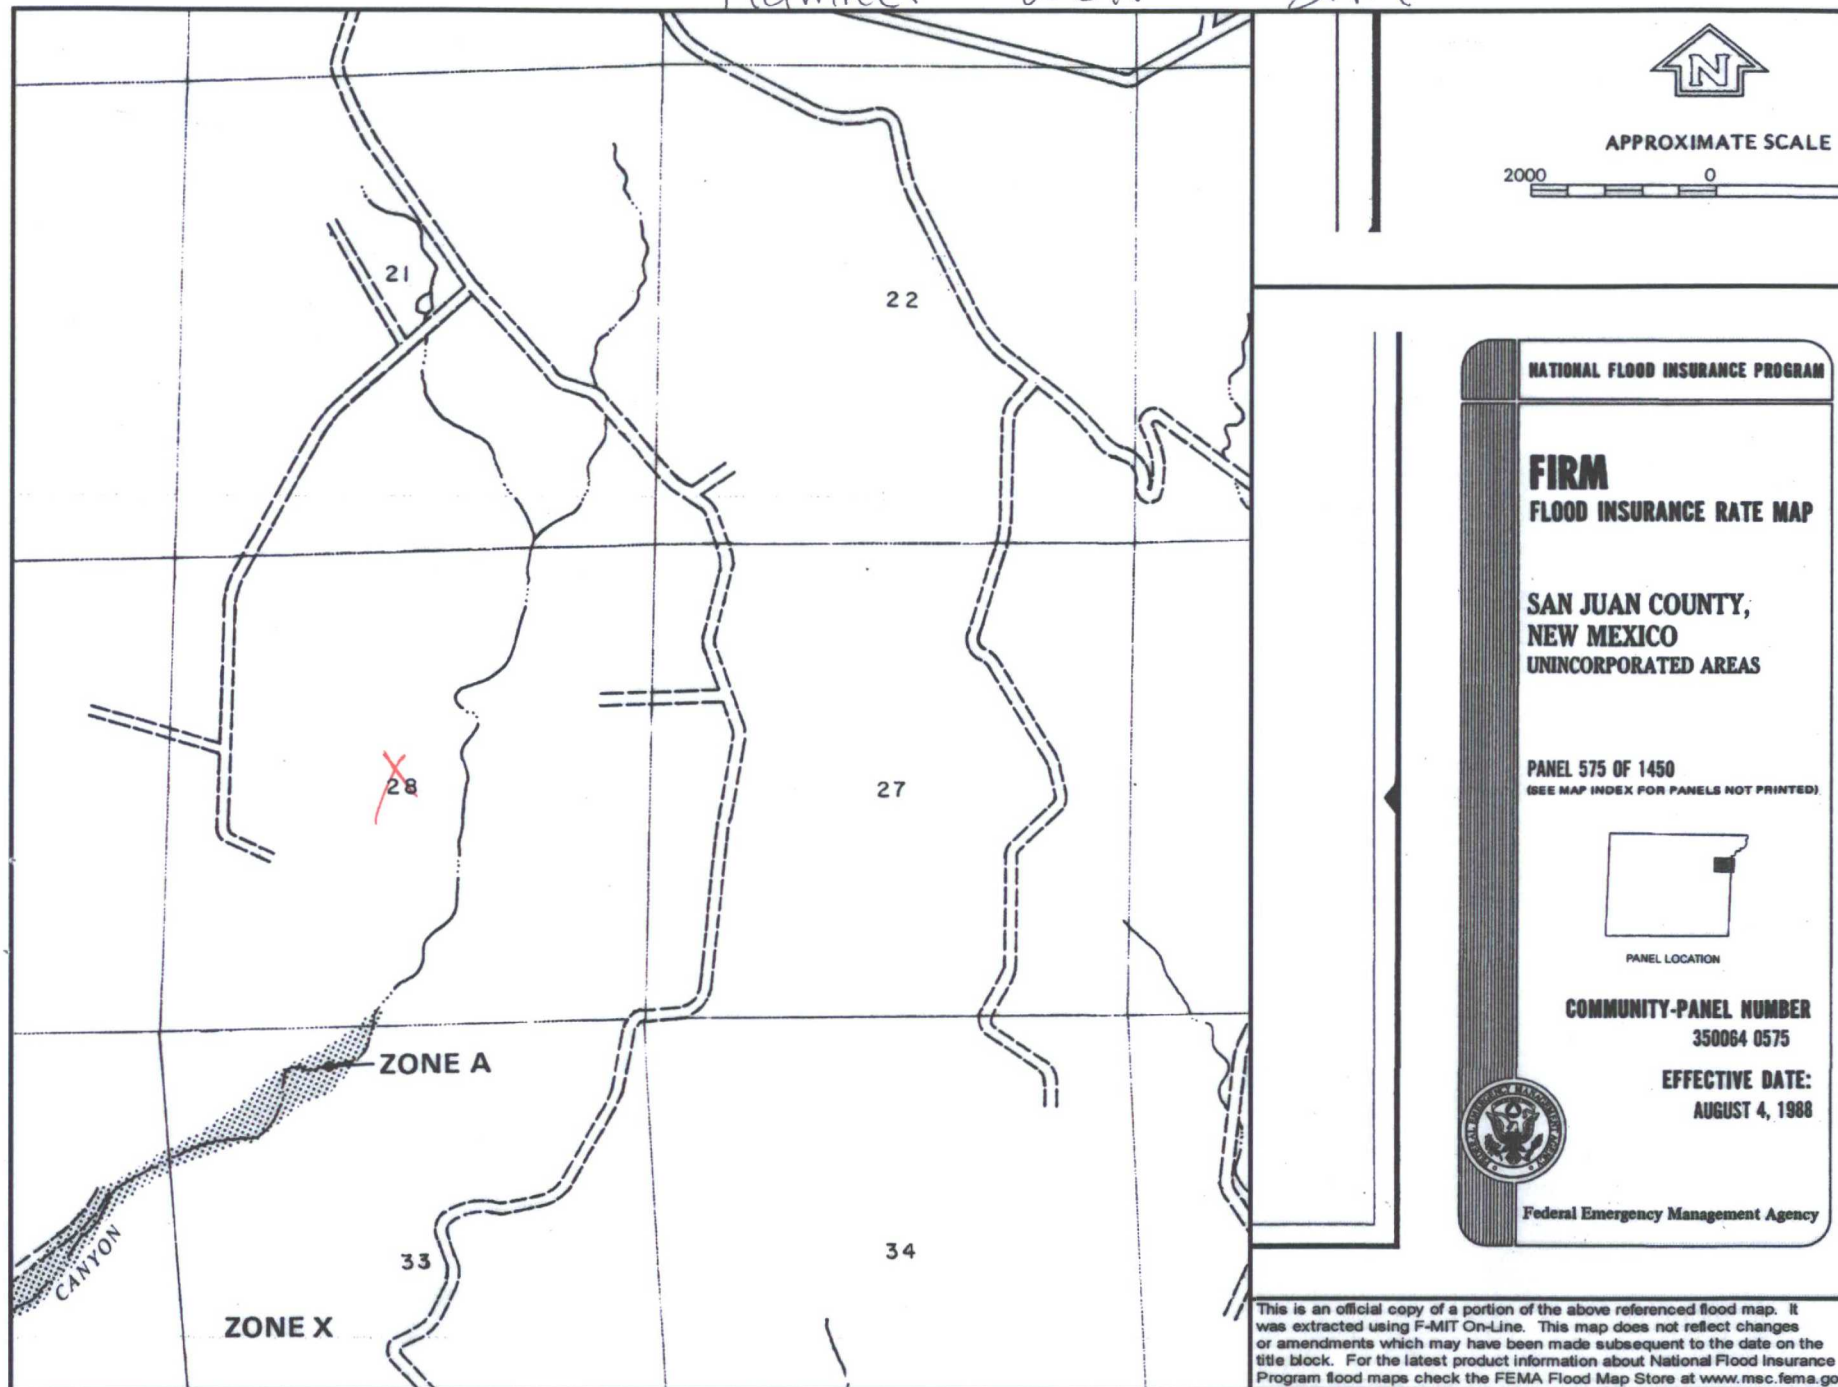 N
APPROXIMATE SCALE
2000 0
21
22
28
27
ZONE A
CANYON
33
34
ZONE X
NATIONAL FLOOD INSURANCE PROGRAM
FIRM
FLOOD INSURANCE RATE MAP
SAN JUAN COUNTY,
NEW MEXICO
UNINCORPORATED AREAS
PANEL 575 OF 1450
(SEE MAP INDEX FOR PANELS NOT PRINTED)
PANEL LOCATION
COMMUNITY-PANEL NUMBER
350064 0575
EFFECTIVE DATE:
AUGUST 4, 1988
Federal Emergency Management Agency
This is an official copy of a portion of the above referenced flood map. It
was extracted using F-MIT On-Line. This map does not reflect changes
or amendments which may have been made subsequent to the date on the
title block. For the latest product information about National Flood Insurance
Program flood maps check the FEMA Flood Map Store at www.msc.fema.go